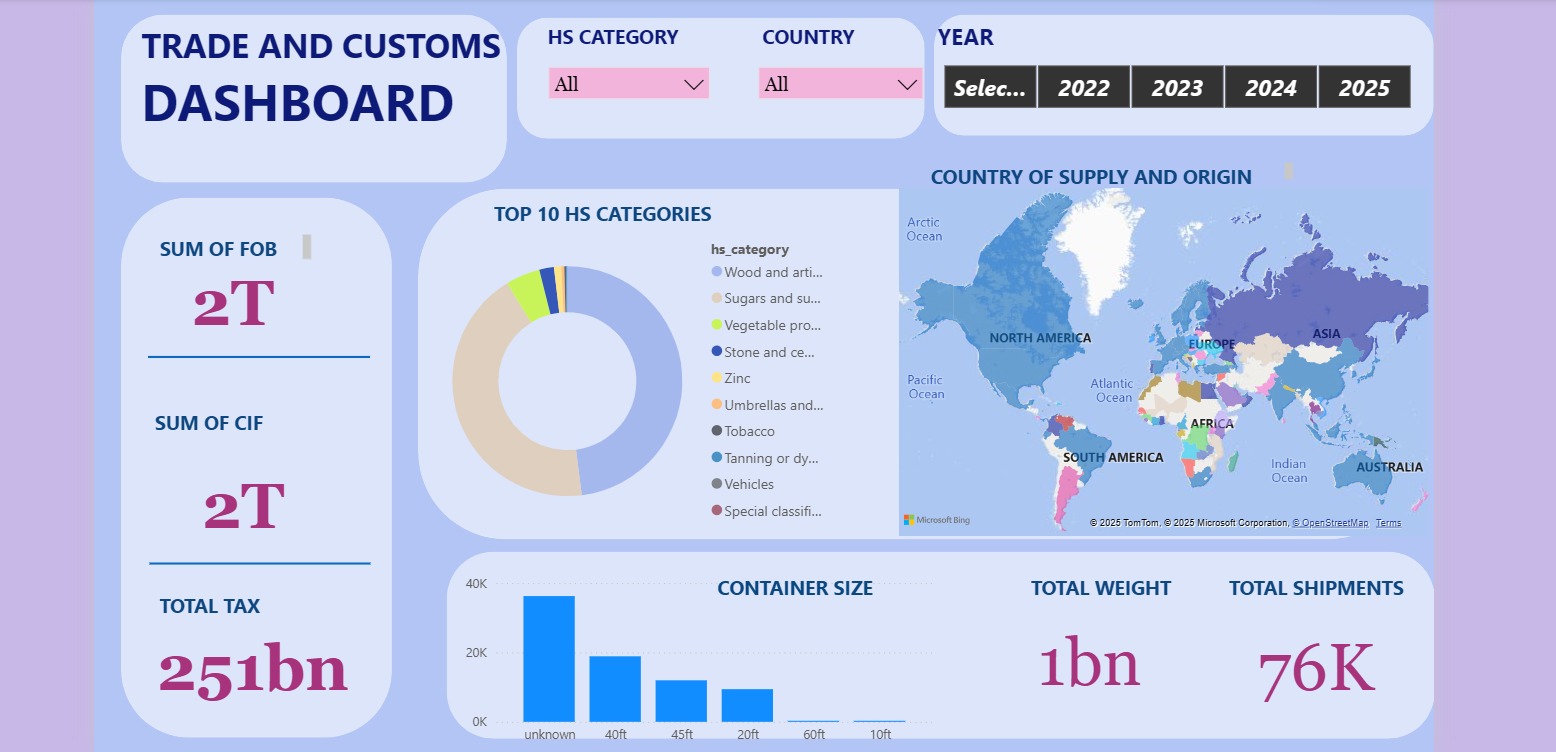 TRADE AND CUSTOMS
DASHBOARD
HS CATEGORY
All
COUNTRY
All
YEAR
Selec...
2022
2023
2024
2025
SUM OF FOB
2T
SUM OF CIF
2T
TOTAL TAX
251bn
TOP 10 HS CATEGORIES
hs_category
Wood and arti...
Sugars and su...
Vegetable pro...
Stone and ce...
Zinc
Umbrellas and...
Tobacco
Tanning or dy...
Vehicles
Special classifi...
COUNTRY OF SUPPLY AND ORIGIN
Arctic
Ocean
NORTH AMERICA
EUROPE
ASIA
Pacific
Ocean
Atlantic
Ocean
AFRICA
SOUTH AMERICA
Indian
Ocean
AUSTRALIA
Microsoft Bing
© 2025 TomTom, © 2025 Microsoft Corporation, © OpenStreetMap Terms
CONTAINER SIZE
40K
20K
0K
unknown
40ft
45ft
20ft
60ft
10ft
TOTAL WEIGHT
1bn
TOTAL SHIPMENTS
76K